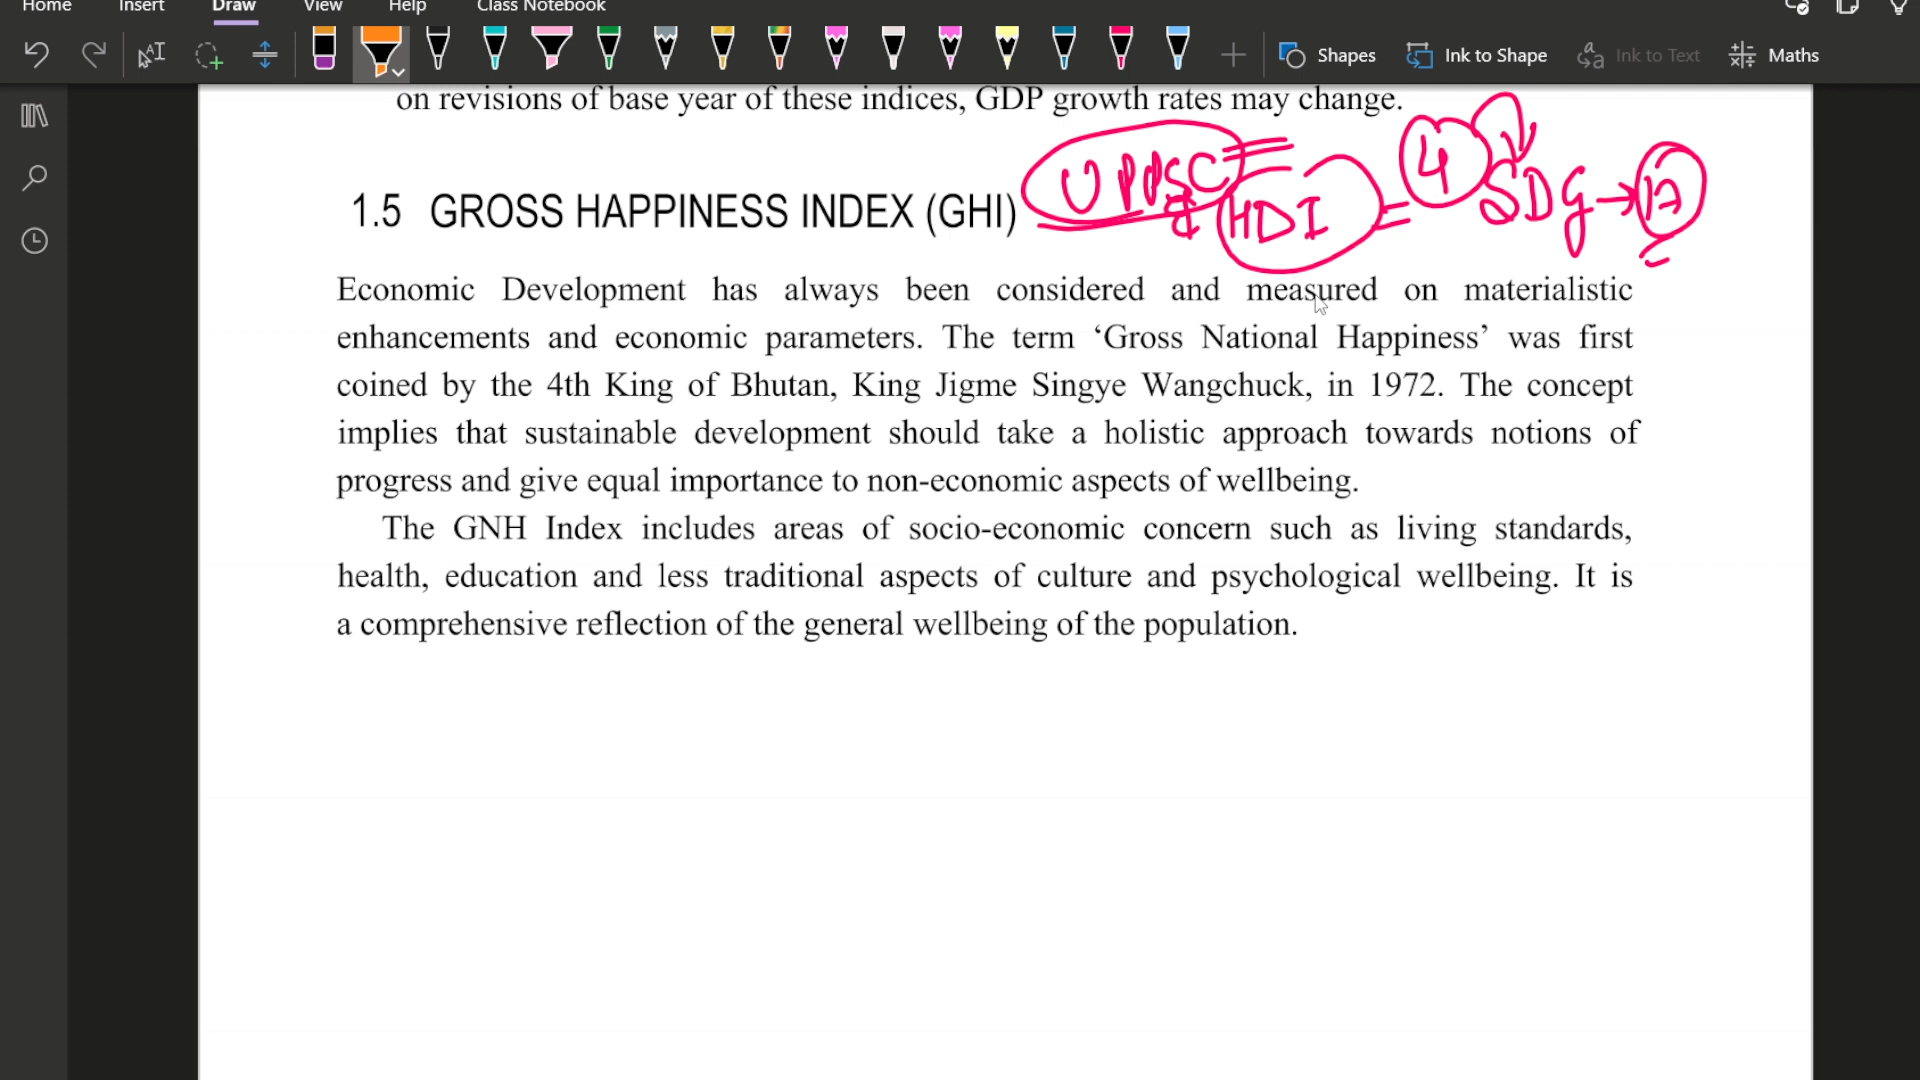 Home Insert Draw View Help Class Notebook
Shapes Ink to Shape Ink to Text Maths
on revisions of base year of these indices, GDP growth rates may change.
UPPSC HDI = 4 SDG → 17
1.5 GROSS HAPPINESS INDEX (GHI)
Economic Development has always been considered and measured on materialistic
enhancements and economic parameters. The term ‘Gross National Happiness’ was first
coined by the 4th King of Bhutan, King Jigme Singye Wangchuck, in 1972. The concept
implies that sustainable development should take a holistic approach towards notions of
progress and give equal importance to non-economic aspects of wellbeing.
The GNH Index includes areas of socio-economic concern such as living standards,
health, education and less traditional aspects of culture and psychological wellbeing. It is
a comprehensive reflection of the general wellbeing of the population.